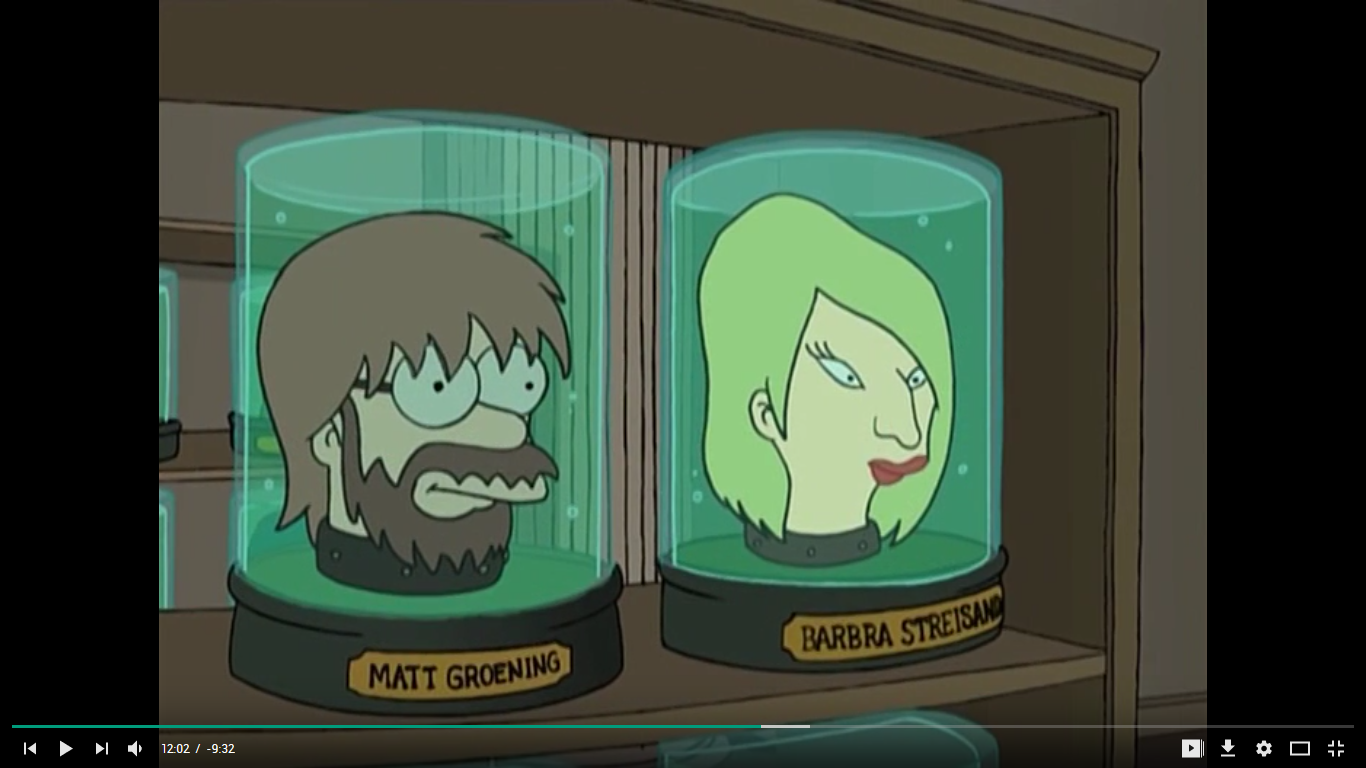 MATT GROENING
BARBRA STREISAND
12:02 / -9:32